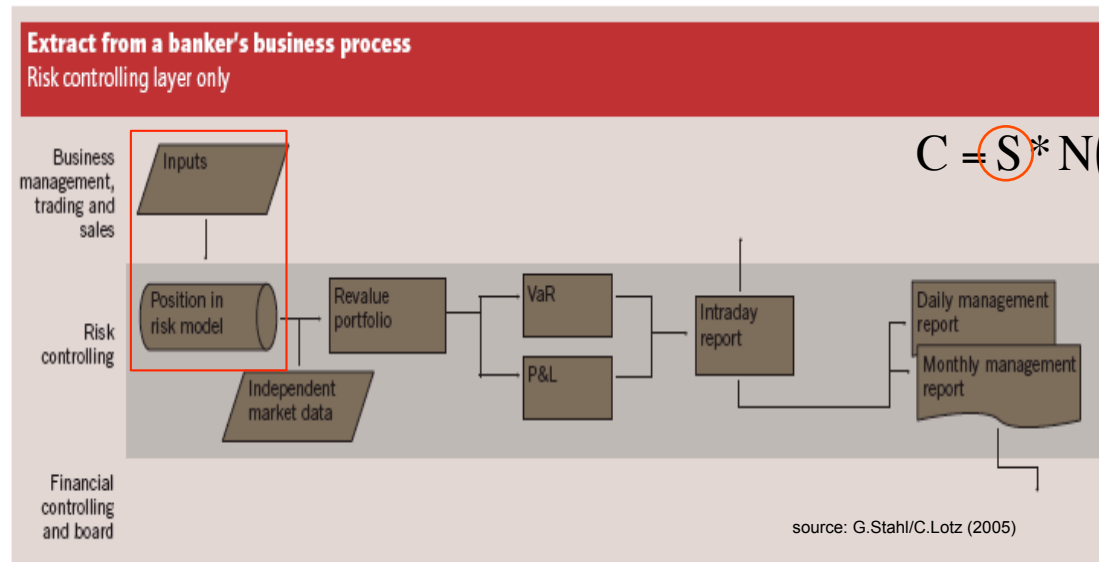 Extract from a banker's business process
Risk controlling layer only
Business
management,
trading and
sales
Inputs
C = S * N(
Risk
controlling
Position in
risk model
Revalue
portfolio
VaR
P&L
Intraday
report
Daily management
report
Monthly management
report
Independent
market data
Financial
controlling
and board
source: G.Stahl/C.Lotz (2005)